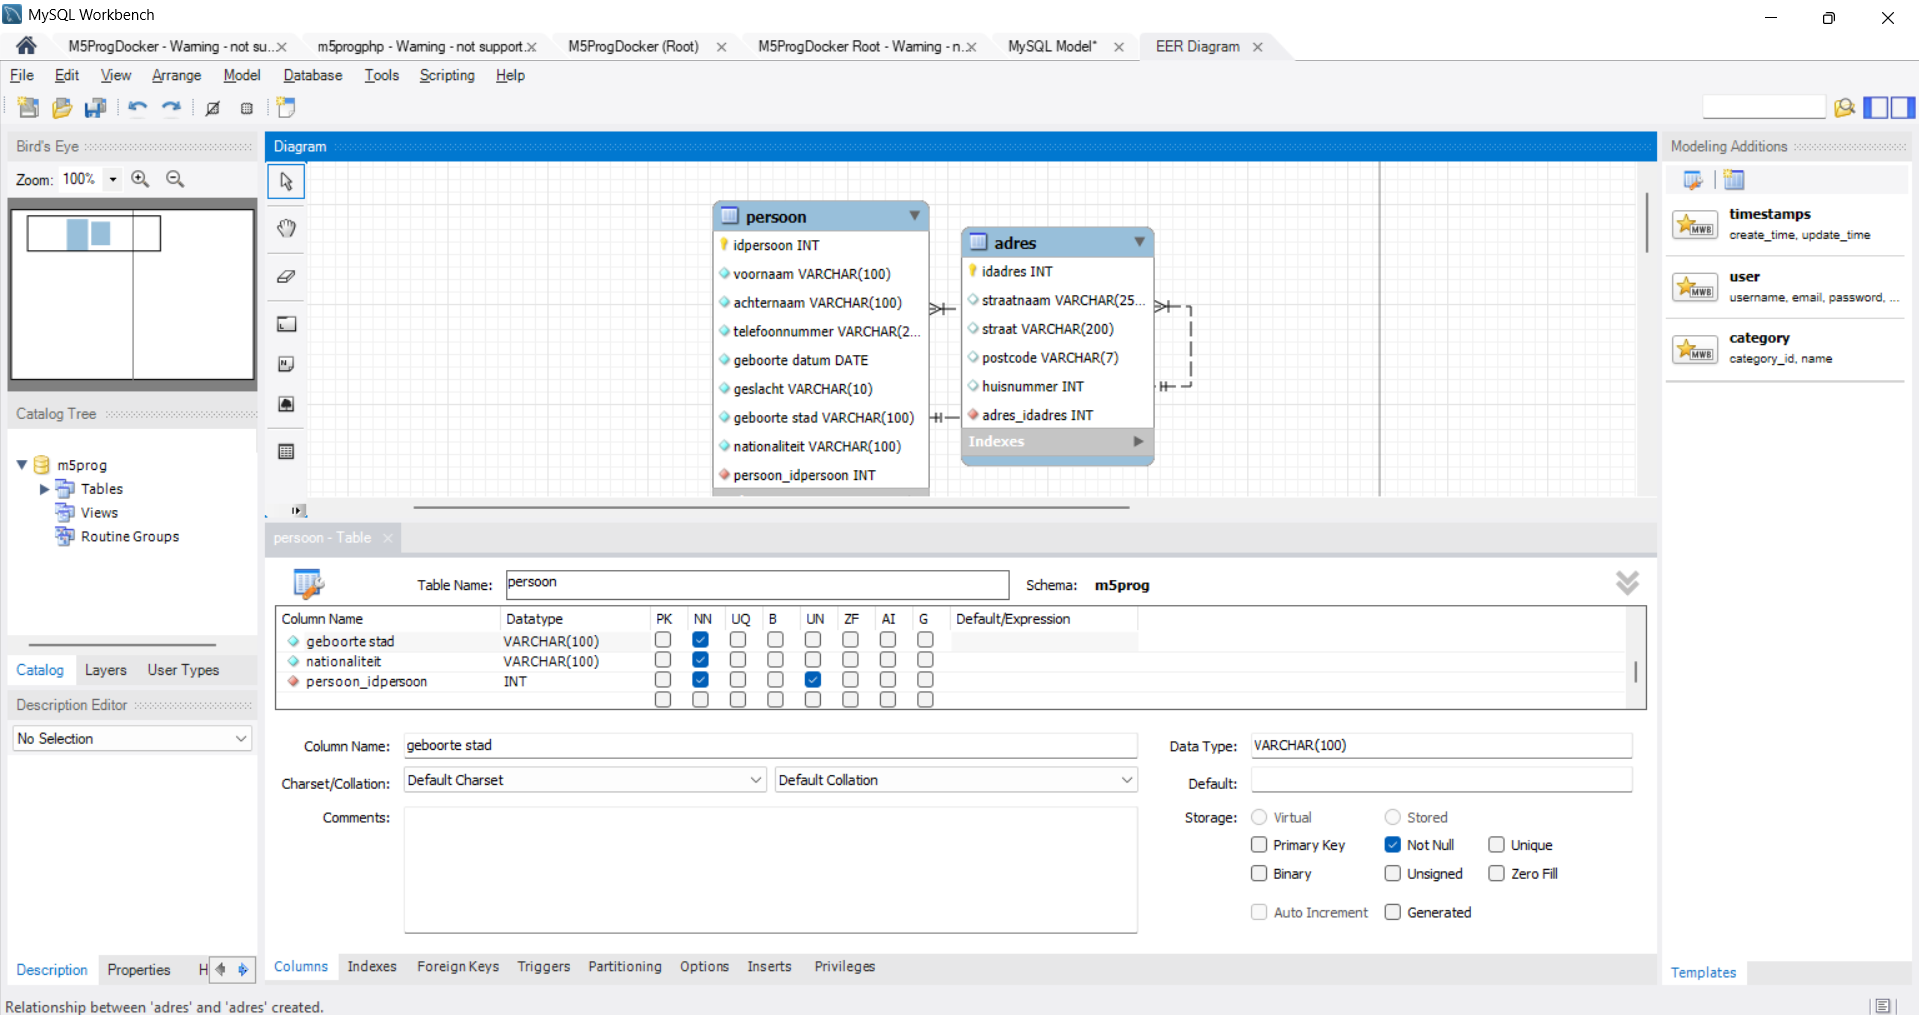 MySQL Workbench
M5ProgDocker - Warning - not su...
m5progphp - Warning - not support...
M5ProgDocker (Root)
M5ProgDocker Root - Warning - n...
MySQL Model*
EER Diagram
File Edit View Arrange Model Database Tools Scripting Help
Bird's Eye
Zoom: 100%
Diagram
Modeling Additions
persoon
idpersoon INT
voornaam VARCHAR(100)
achternaam VARCHAR(100)
telefoonnummer VARCHAR(2...
geboorte datum DATE
geslacht VARCHAR(10)
geboorte stad VARCHAR(100)
nationaliteit VARCHAR(100)
persoon_idpersoon INT
adres
idadres INT
straatnaam VARCHAR(25...
straat VARCHAR(200)
postcode VARCHAR(7)
huisnummer INT
adres_idadres INT
Indexes
MWB
timestamps
create_time, update_time
MWB
user
username, email, password, ...
MWB
category
category_id, name
Catalog Tree
m5prog
Tables
Views
Routine Groups
Catalog Layers User Types
Description Editor
No Selection
Description Properties H
persoon - Table
Table Name: persoon Schema: m5prog
Column Name Datatype PK NN UQ B UN ZF AI G Default/Expression
geboorte stad VARCHAR(100)
nationaliteit VARCHAR(100)
persoon_idpersoon INT
Column Name: geboorte stad Data Type: VARCHAR(100)
Charset/Collation: Default Charset Default Collation Default:
Comments: Storage: Virtual Stored
Primary Key Not Null Unique
Binary Unsigned Zero Fill
Auto Increment Generated
Columns Indexes Foreign Keys Triggers Partitioning Options Inserts Privileges
Templates
Relationship between 'adres' and 'adres' created.